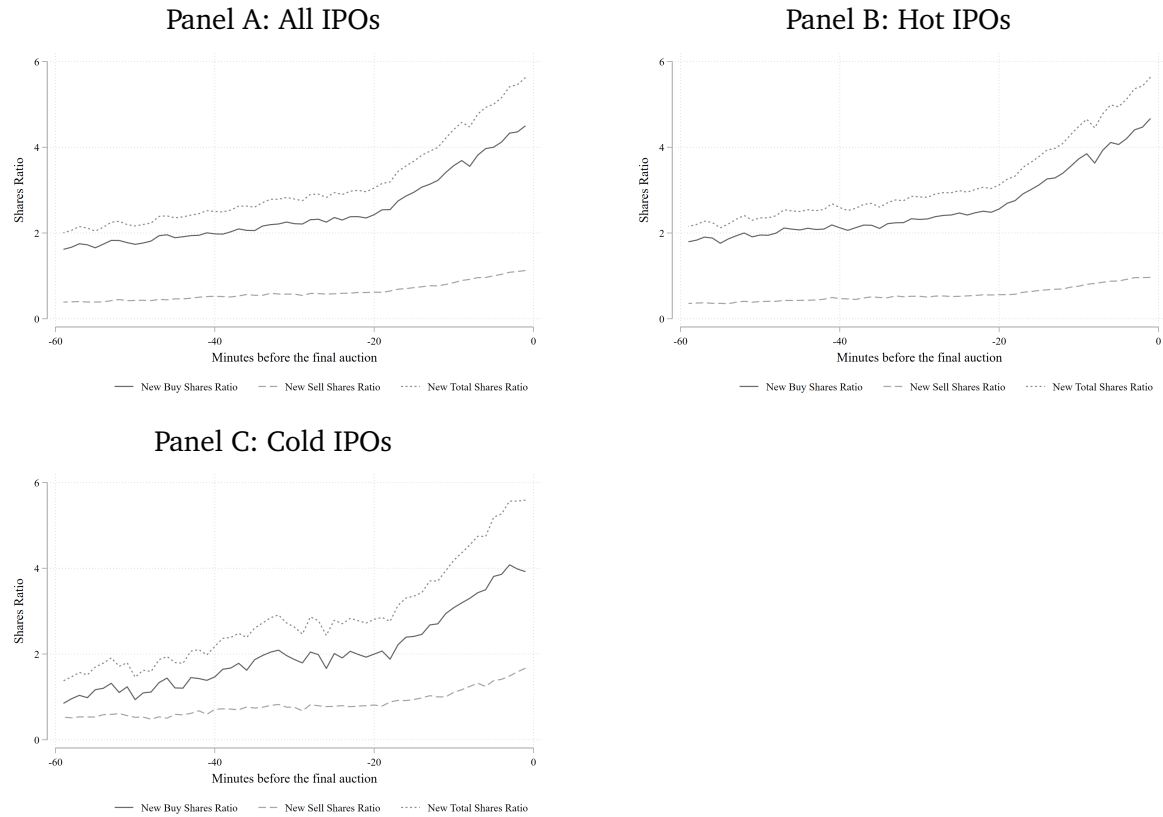 Panel A: All IPOs
6
4
2
0
Shares Ratio
-60 -40 -20 0
Minutes before the final auction
New Buy Shares Ratio New Sell Shares Ratio New Total Shares Ratio
Panel B: Hot IPOs
6
4
2
0
Shares Ratio
-60 -40 -20 0
Minutes before the final auction
New Buy Shares Ratio New Sell Shares Ratio New Total Shares Ratio
Panel C: Cold IPOs
6
4
2
0
Shares Ratio
-60 -40 -20 0
Minutes before the final auction
New Buy Shares Ratio New Sell Shares Ratio New Total Shares Ratio